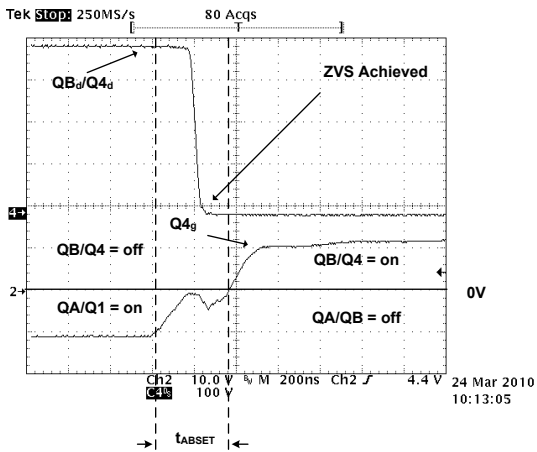 Tek Stop: 250MS/s 80 Acqs
T
ZVS Achieved
QBd/Q4d
4→
Q4g
QB/Q4 = off
QB/Q4 = on
2→
0V
QA/Q1 = on
QA/QB = off
Ch2 10.0 V M 200ns Ch2 4.4 V
100 V
24 Mar 2010
10:13:05
tABSET